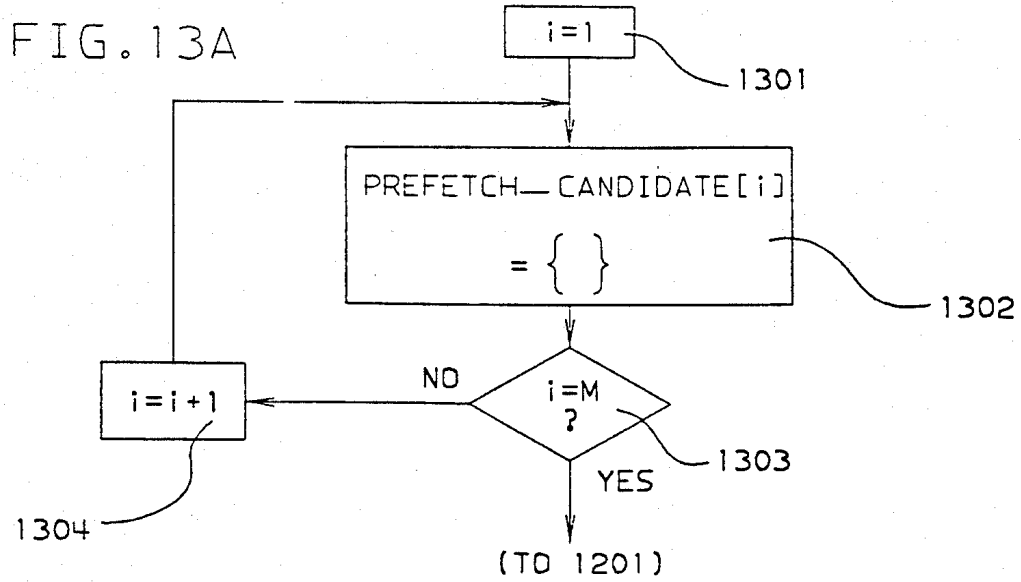 FIG. 13A
i=1
1301
PREFETCH_CANDIDATE[i]
= { }
1302
i=M
?
NO
i=i+1
1303
YES
1304
(TO 1201)